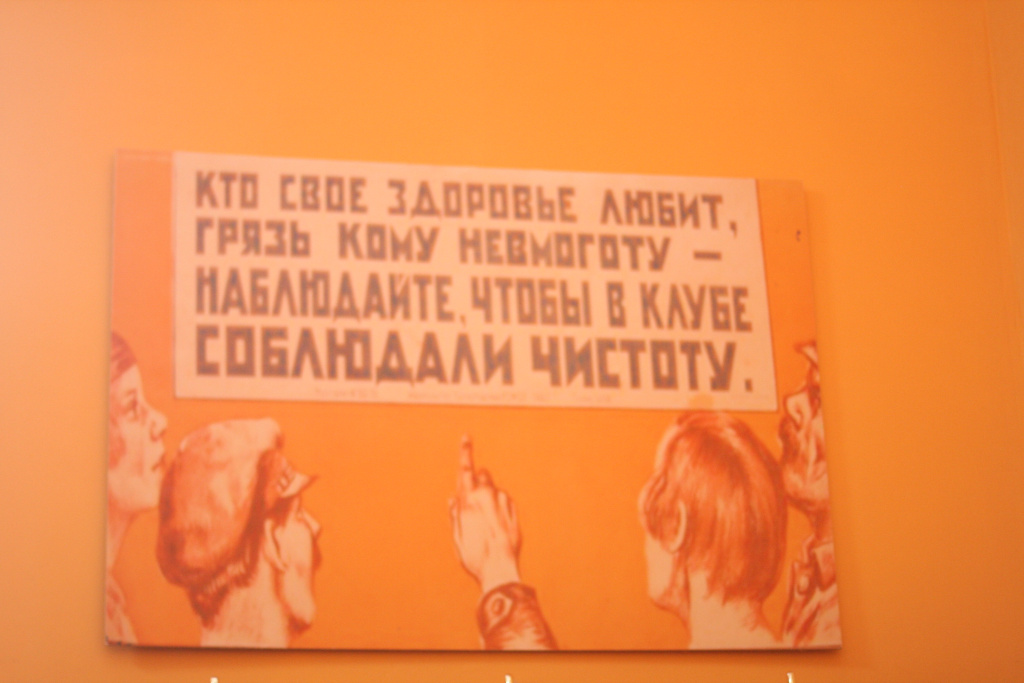 КТО СВОЕ ЗДОРОВЬЕ ЛЮБИТ,
ГРЯЗЬ КОМУ НЕВМОГОТУ –
НАБЛЮДАЙТЕ, ЧТОБЫ В КЛУБЕ
СОБЛЮДАЛИ ЧИСТОТУ.